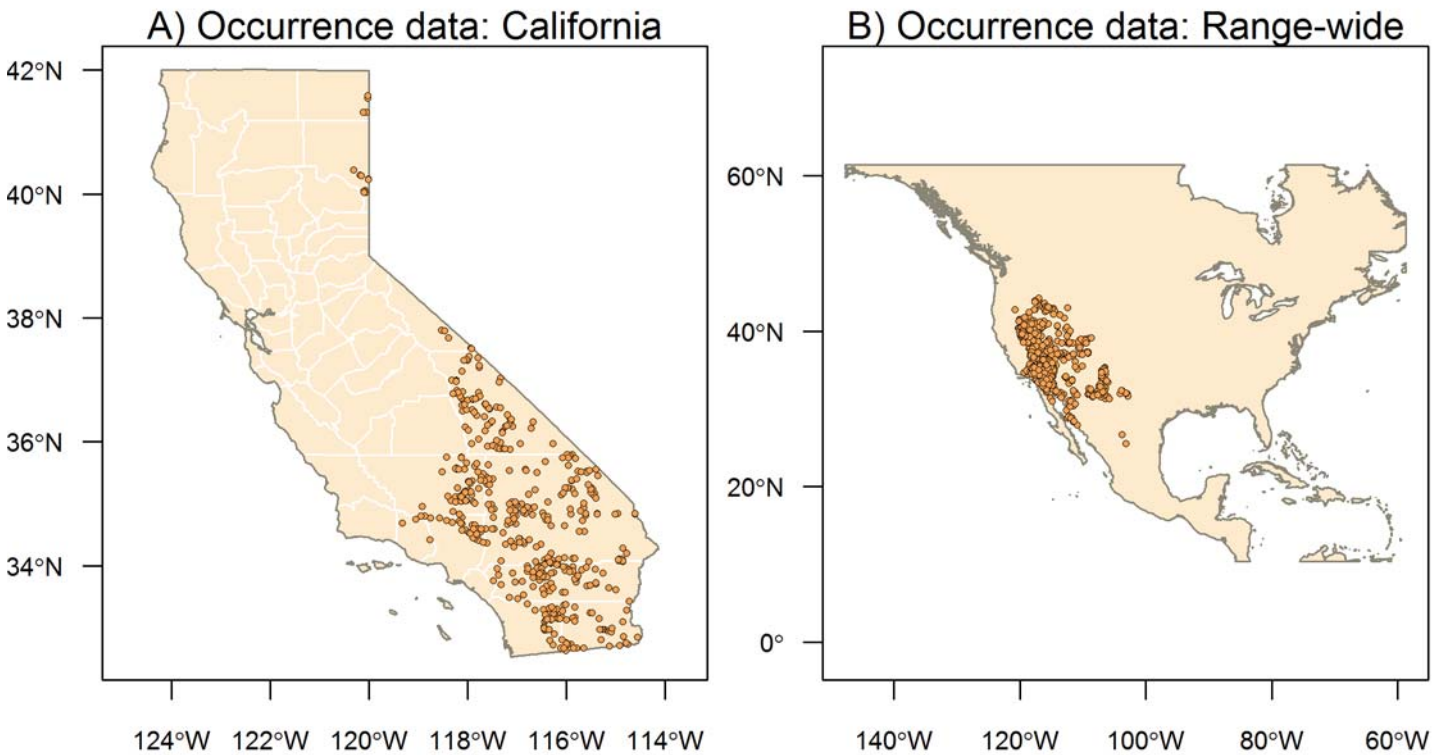 A) Occurrence data: California
42°N
40°N
38°N
36°N
34°N
124°W 122°W 120°W 118°W 116°W 114°W
B) Occurrence data: Range-wide
60°N
40°N
20°N
0°
140°W 120°W 100°W 80°W 60°W